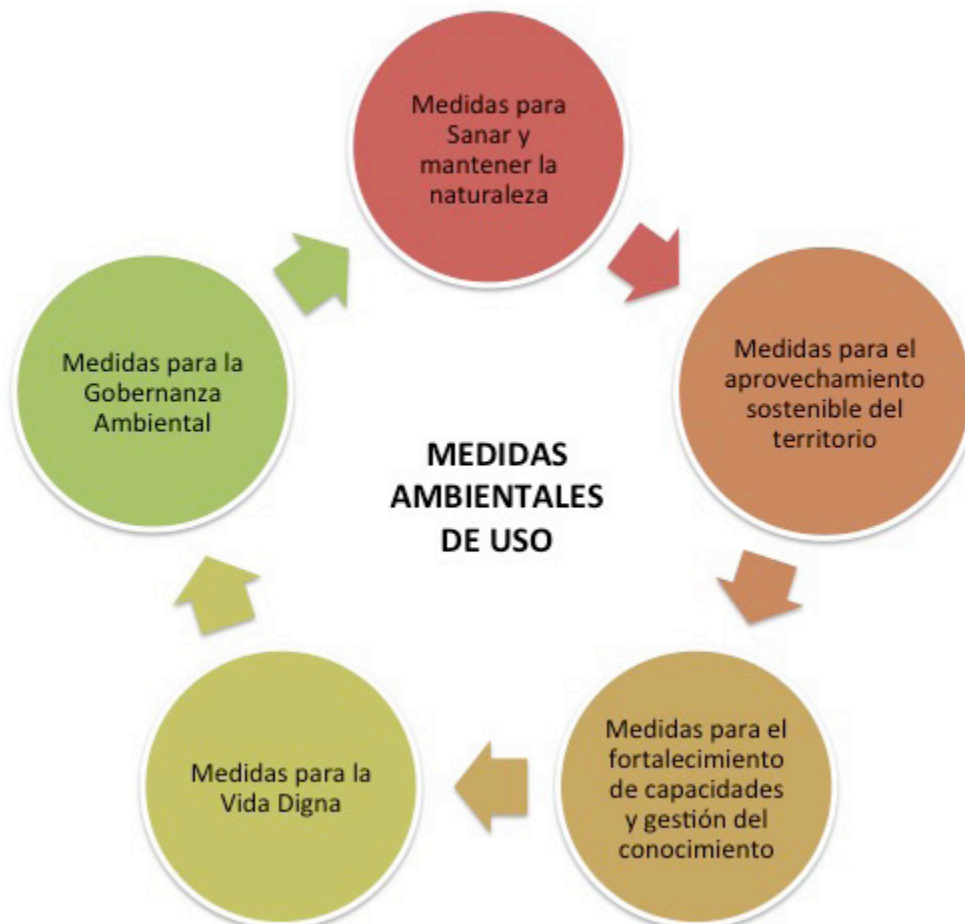 Medidas para
Sanar y
mantener la
naturaleza
Medidas para el
aprovechamiento
sostenible del
territorio
Medidas para el
fortalecimiento
de capacidades
y gestión del
conocimiento
Medidas para la
Vida Digna
Medidas para la
Gobernanza
Ambiental
MEDIDAS
AMBIENTALES
DE USO